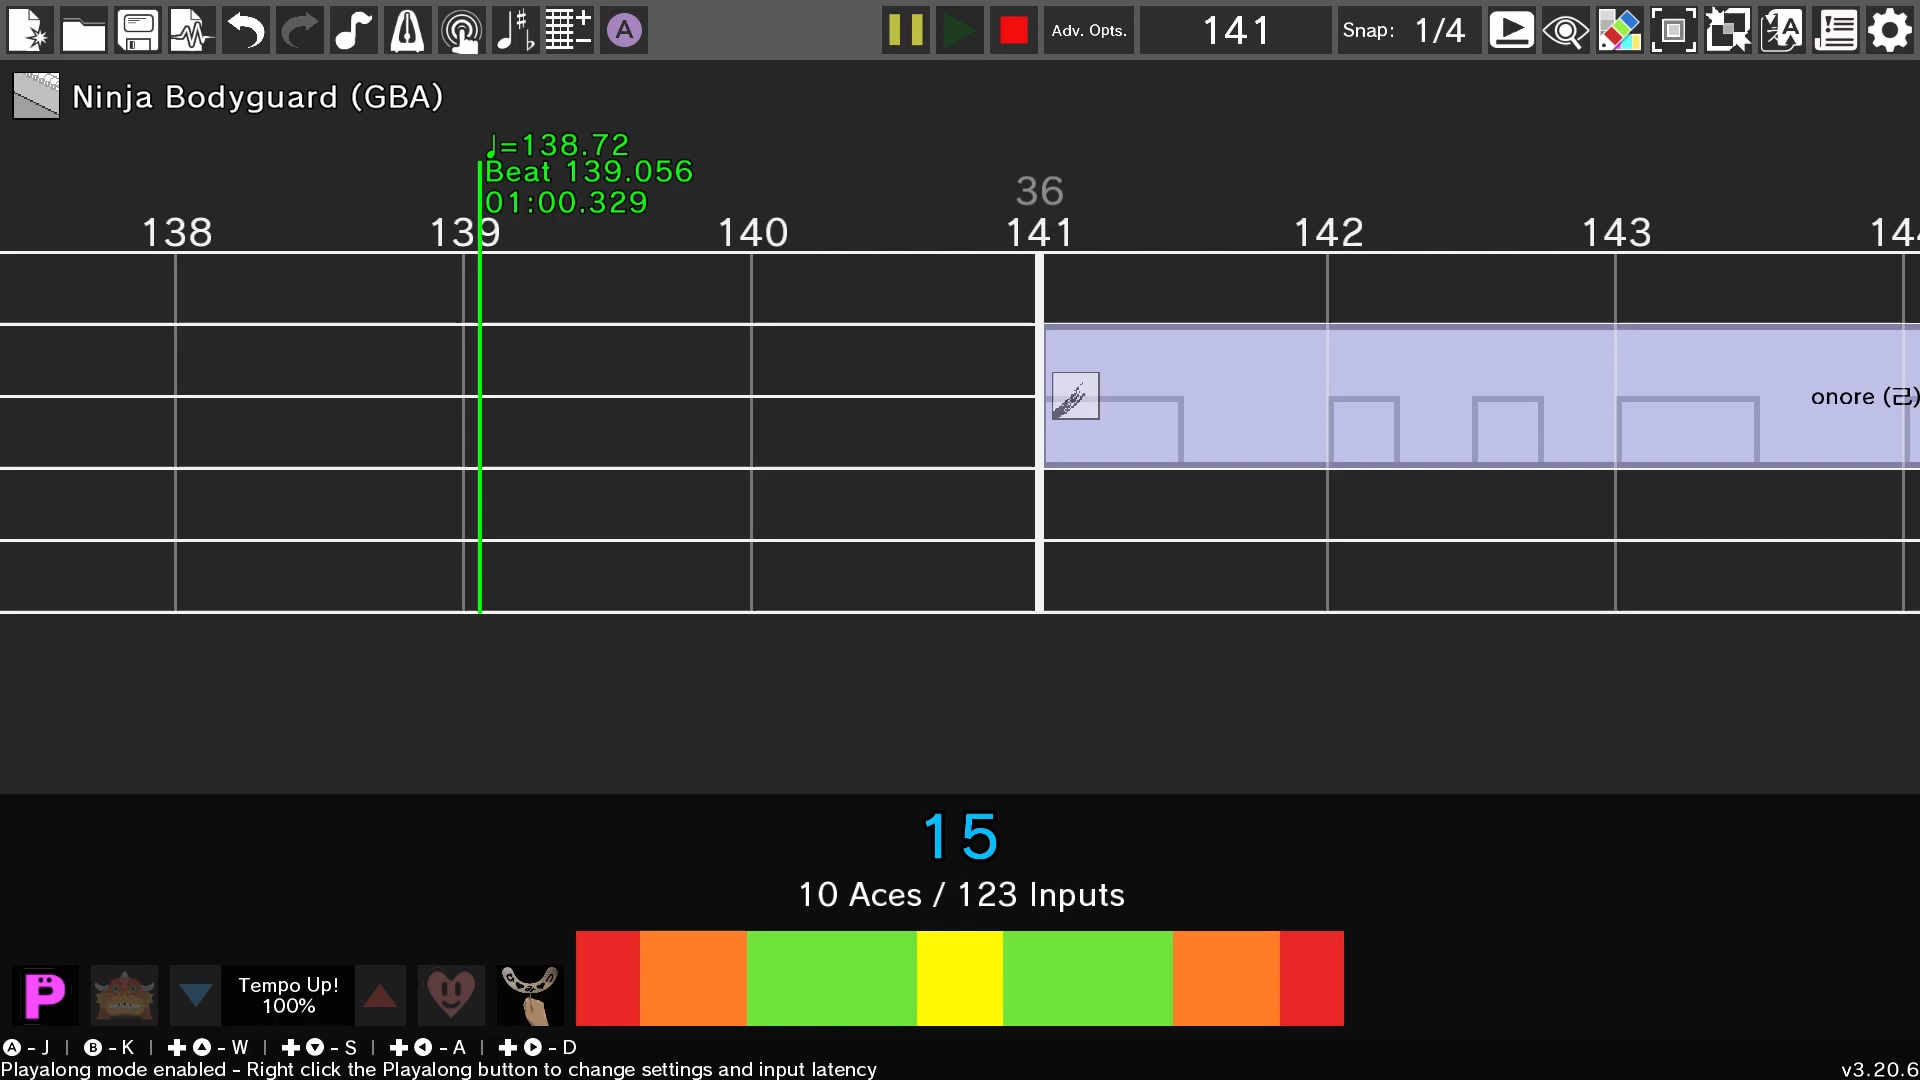 A
Adv. Opts.
141
Snap: 1/4
Ninja Bodyguard (GBA)
♩=138.72
Beat 139.056
01:00.329
36
138 139 140 141 142 143 144
onore (己)
15
10 Aces / 123 Inputs
P
Tempo Up!
100%
A - J | B - K | - W | - S | - A | - D
Playalong mode enabled - Right click the Playalong button to change settings and input latency
v3.20.6